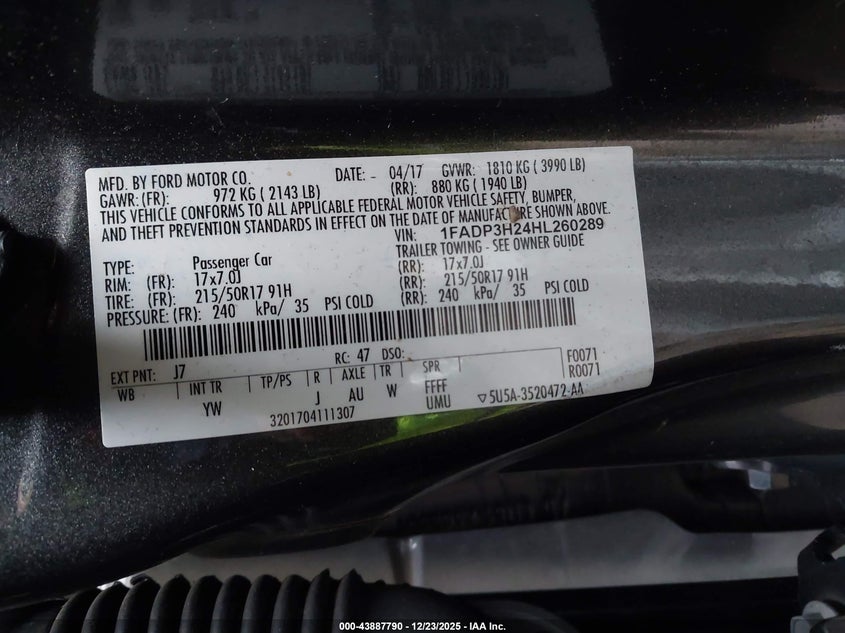 MFD. BY FORD MOTOR CO. DATE: - 04/17 GVWR: 1810 KG ( 3990 LB)
GAWR: (FR): 972 KG ( 2143 LB) (RR): 880 KG ( 1940 LB)
THIS VEHICLE CONFORMS TO ALL APPLICABLE FEDERAL MOTOR VEHICLE SAFETY, BUMPER,
AND THEFT PREVENTION STANDARDS IN EFFECT ON THE DATE OF MANUFACTURE SHOWN ABOVE.
VIN: 1FADP3H24HL260289
TRAILER TOWING - SEE OWNER GUIDE
TYPE: Passenger Car
RIM: (FR): 17x7.0J (RR): 17x7.0J
TIRE: (FR): 215/50R17 91H (RR): 215/50R17 91H
PRESSURE: (FR): 240 kPa/ 35 PSI COLD (RR): 240 kPa/ 35 PSI COLD
EXT PNT: J7 RC: 47 DSO: F0071
R0071
WB INT TR TP/PS R AXLE TR SPR
YW J AU W FFFF
UMU
3201704111307 5U5A-3520472-AA
000-43887790 - 12/23/2025 - IAA Inc.